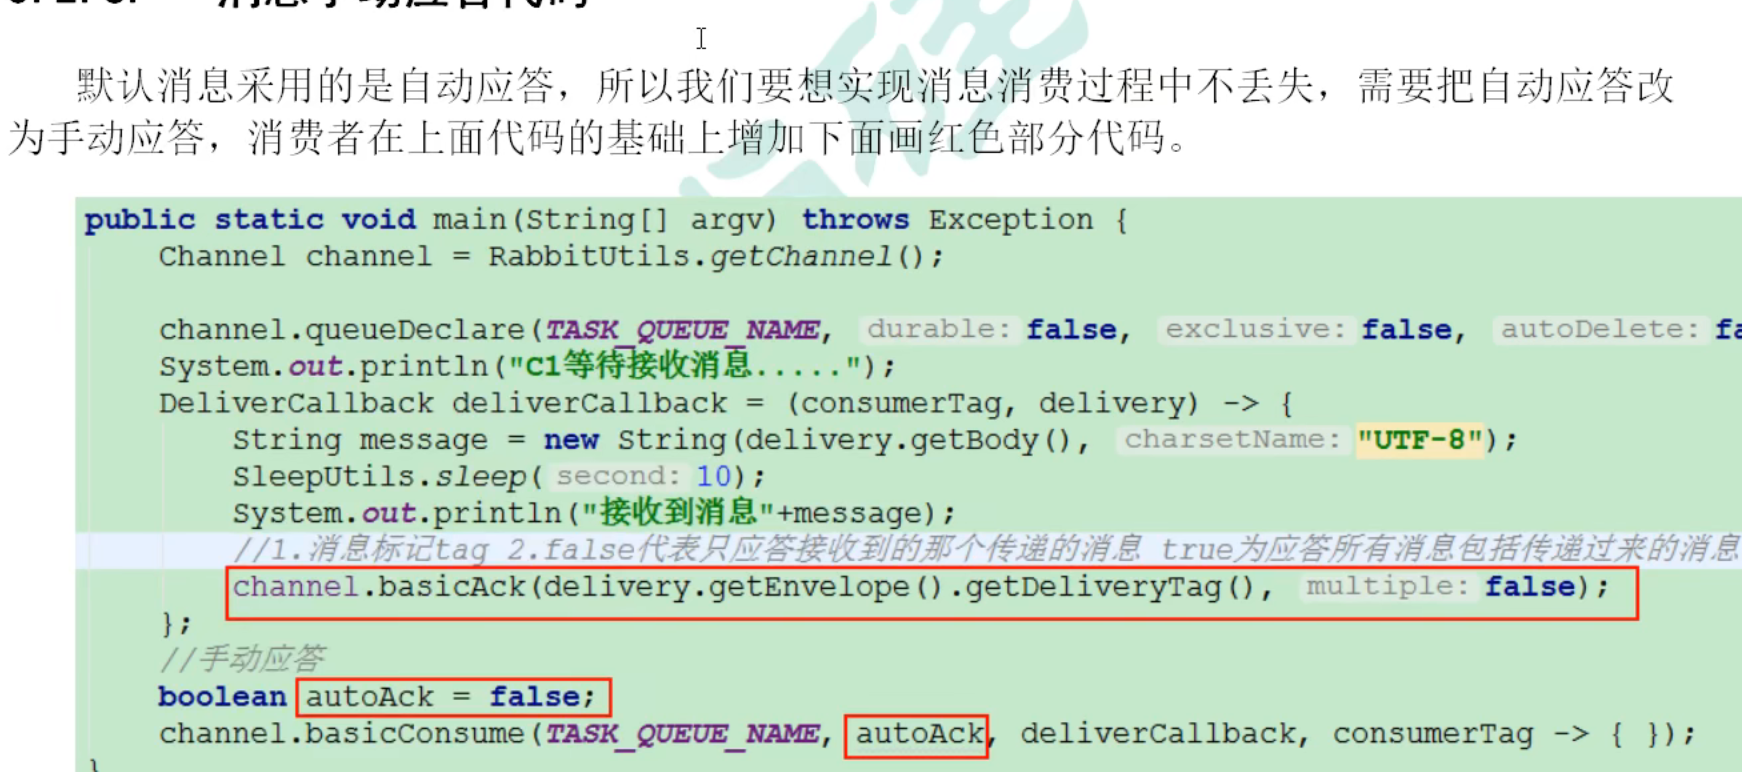 消息手动应答代码
默认消息采用的是自动应答，所以我们要想实现消息消费过程中不丢失，需要把自动应答改
为手动应答，消费者在上面代码的基础上增加下面画红色部分代码。
public static void main(String[] argv) throws Exception {
Channel channel = RabbitUtils.getChannel();
channel.queueDeclare(TASK_QUEUE_NAME, durable: false, exclusive: false, autoDelete: fa
System.out.println("C1等待接收消息.....");
DeliverCallback deliverCallback = (consumerTag, delivery) -> {
String message = new String(delivery.getBody(), charsetName: "UTF-8");
SleepUtils.sleep( second: 10);
System.out.println("接收到消息"+message);
//1.消息标记tag 2.false代表只应答接收到的那个传递的消息 true为应答所有消息包括传递过来的消息
channel.basicAck(delivery.getEnvelope().getDeliveryTag(), multiple: false);
};
//手动应答
boolean autoAck = false;
channel.basicConsume(TASK_QUEUE_NAME, autoAck, deliverCallback, consumerTag -> { });
}